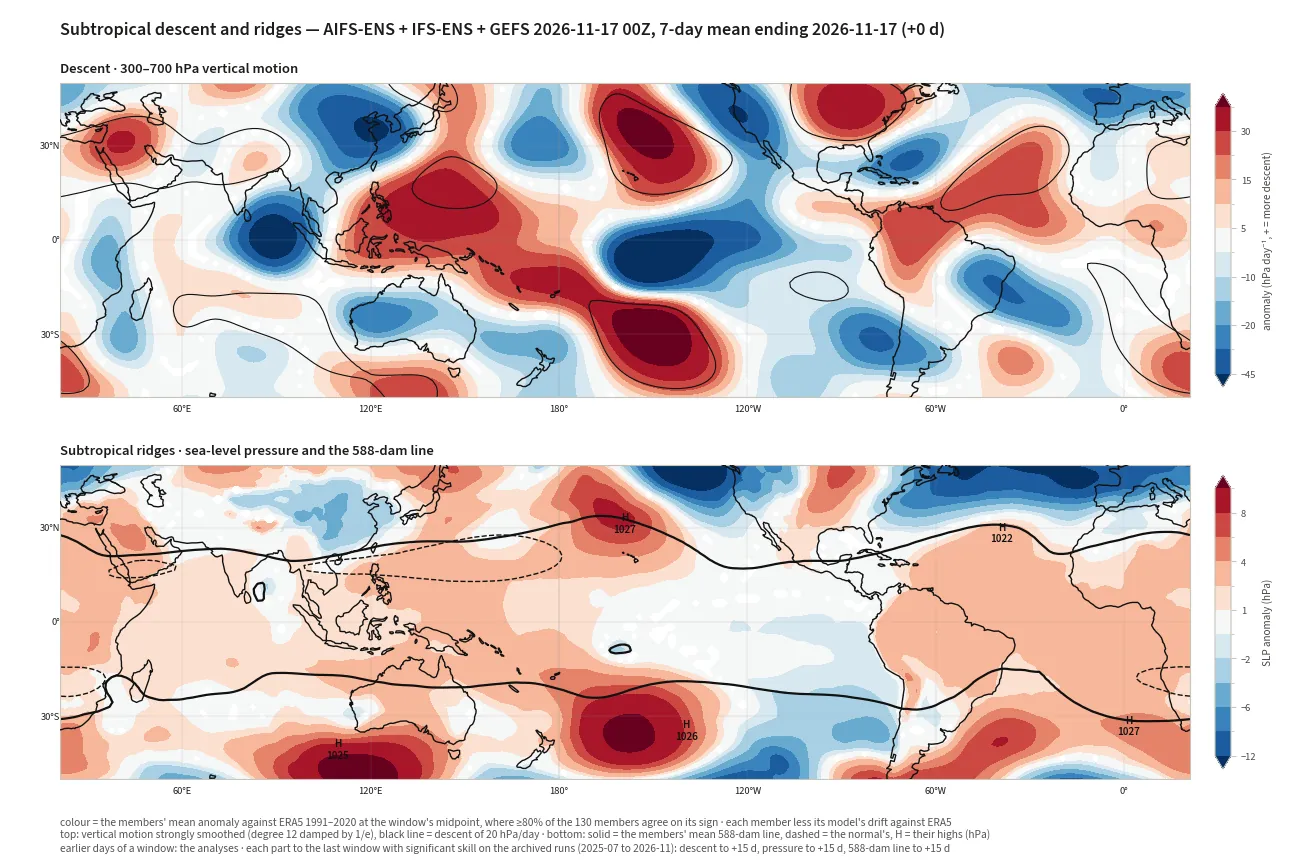 Subtropical descent and ridges — AIFS-ENS + IFS-ENS + GEFS 2026-11-17 00Z, 7-day mean ending 2026-11-17 (+0 d)
Descent · 300–700 hPa vertical motion
30°N
0°
30°S
60°E
120°E
180°
120°W
60°W
0°
30
15
5
−10
−20
−45
anomaly (hPa day⁻¹, + = more descent)
Subtropical ridges · sea-level pressure and the 588-dam line
30°N
0°
30°S
H
1027
H
1022
H
1025
H
1026
H
1027
60°E
120°E
180°
120°W
60°W
0°
8
4
1
−2
−6
−12
SLP anomaly (hPa)
colour = the members' mean anomaly against ERA5 1991–2020 at the window's midpoint, where ≥80% of the 130 members agree on its sign · each member less its model's drift against ERA5
top: vertical motion strongly smoothed (degree 12 damped by 1/e), black line = descent of 20 hPa/day · bottom: solid = the members' mean 588-dam line, dashed = the normal's, H = their highs (hPa)
earlier days of a window: the analyses · each part to the last window with significant skill on the archived runs (2025-07 to 2026-11): descent to +15 d, pressure to +15 d, 588-dam line to +15 d